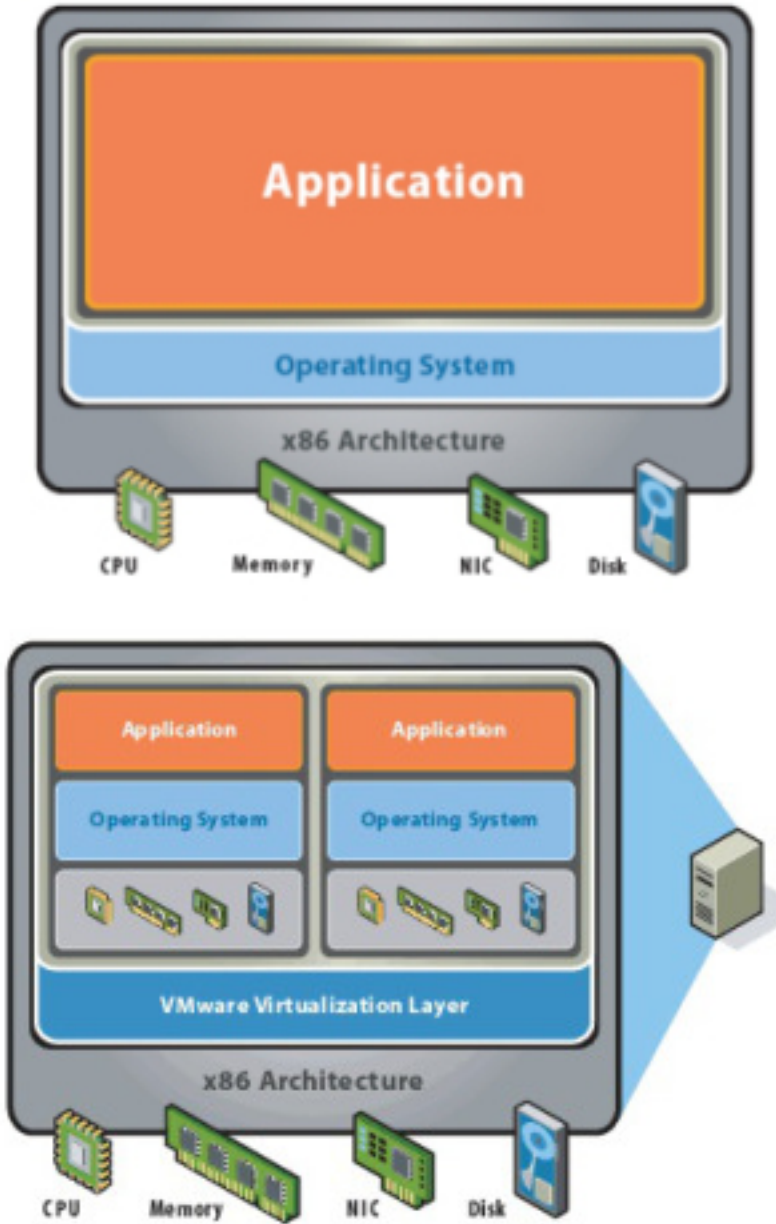 Application
Operating System
x86 Architecture
CPU Memory NIC Disk
Application Application
Operating System Operating System
VMware Virtualization Layer
x86 Architecture
CPU Memory NIC Disk